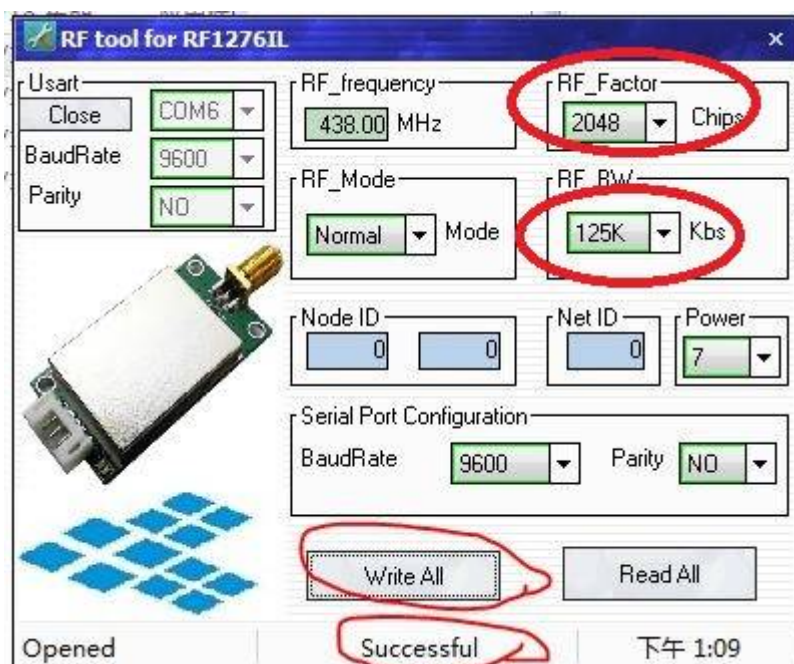 RF tool for RF1276IL
Usart
Close
COM6
BaudRate
9600
Parity
NO
RF_frequency
438.00 MHz
RF_Factor
2048
Chips
RF_Mode
Normal
Mode
RF_BW
125K
Kbs
Node ID
0
0
Net ID
0
Power
7
Serial Port Configuration
BaudRate
9600
Parity
NO
Write All
Read All
Opened
Successful
下午 1:09